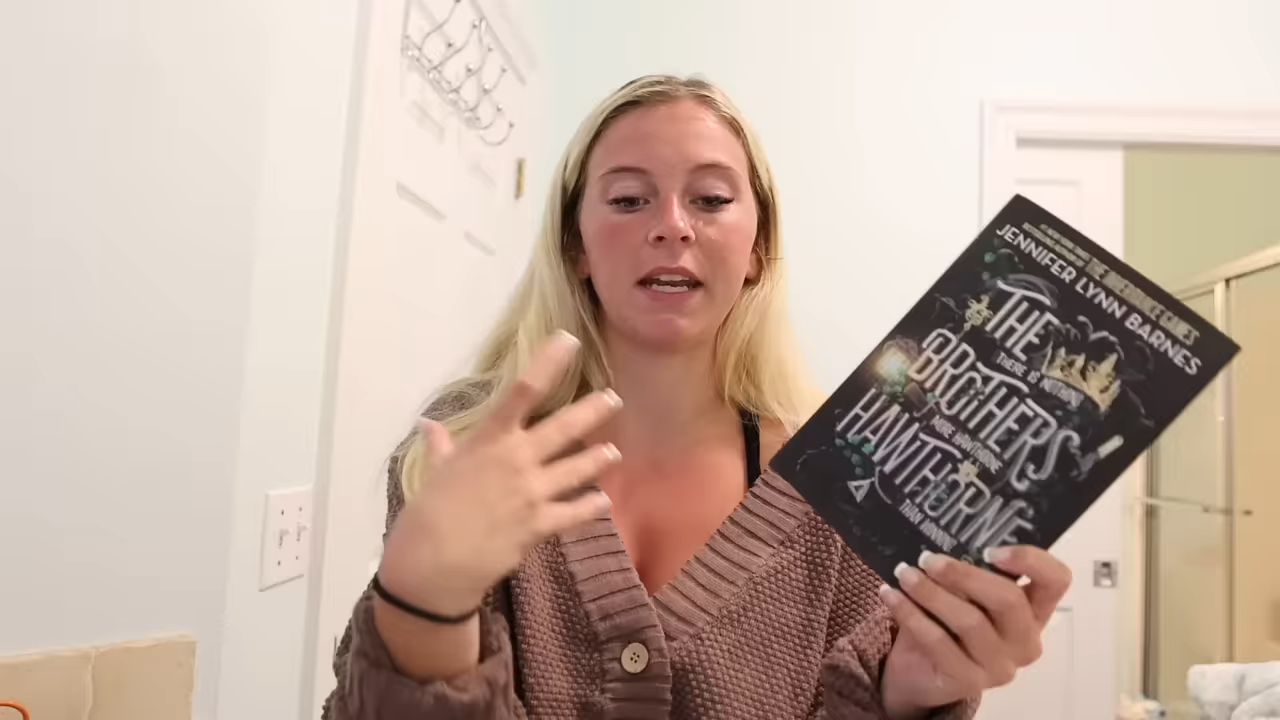 THE INHERITANCE GAMES
JENNIFER LYNN BARNES
THE
THERE IS NOTHING
BROTHERS
MORE HAWTHORNE
HAWTHORNE
THAN WINNING